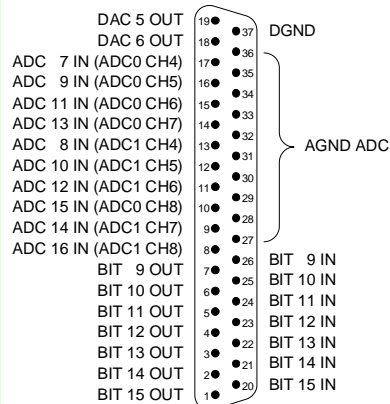 DAC 5 OUT 19
DAC 6 OUT 18
ADC 7 IN (ADC0 CH4) 17
ADC 9 IN (ADC0 CH5) 16
ADC 11 IN (ADC0 CH6) 15
ADC 13 IN (ADC0 CH7) 14
ADC 8 IN (ADC1 CH4) 13
ADC 10 IN (ADC1 CH5) 12
ADC 12 IN (ADC1 CH6) 11
ADC 15 IN (ADC0 CH8) 10
ADC 14 IN (ADC1 CH7) 9
ADC 16 IN (ADC1 CH8) 8
BIT 9 OUT 7
BIT 10 OUT 6
BIT 11 OUT 5
BIT 12 OUT 4
BIT 13 OUT 3
BIT 14 OUT 2
BIT 15 OUT 1
37 DGND
36
35
34
33
32
31 AGND ADC
30
29
28
27
26 BIT 9 IN
25 BIT 10 IN
24 BIT 11 IN
23 BIT 12 IN
22 BIT 13 IN
21 BIT 14 IN
20 BIT 15 IN